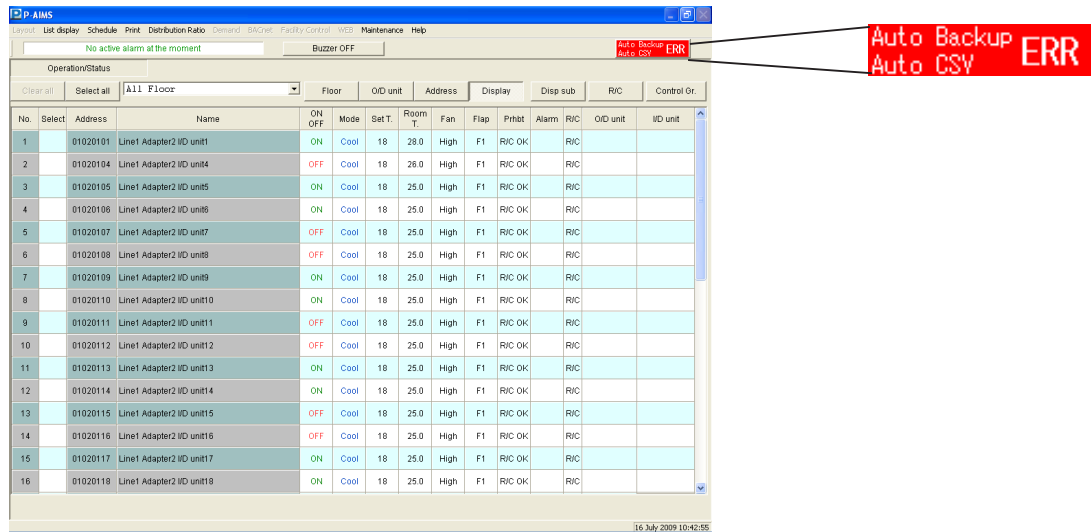 P-AIMS
Layout List display Schedule Print Distribution Ratio Demand BACnet Facility Control WEB Maintenance Help
No active alarm at the moment Buzzer OFF Auto Backup Auto CSV ERR
Auto Backup
Auto CSV ERR
Operation/Status
Clear all Select all All Floor Floor O/D unit Address Display Disp sub R/C Control Gr.
No. Select Address Name ON OFF Mode Set T. Room T. Fan Flap Prhbt Alarm R/C O/D unit I/D unit
1 01020101 Line1 Adapter2 I/D unit1 ON Cool 18 28.0 High F1 R/C OK R/C
2 01020104 Line1 Adapter2 I/D unit4 OFF Cool 18 26.0 High F1 R/C OK R/C
3 01020105 Line1 Adapter2 I/D unit5 ON Cool 18 25.0 High F1 R/C OK R/C
4 01020106 Line1 Adapter2 I/D unit6 ON Cool 18 25.0 High F1 R/C OK R/C
5 01020107 Line1 Adapter2 I/D unit7 OFF Cool 18 25.0 High F1 R/C OK R/C
6 01020108 Line1 Adapter2 I/D unit8 OFF Cool 18 25.0 High F1 R/C OK R/C
7 01020109 Line1 Adapter2 I/D unit9 ON Cool 18 25.0 High F1 R/C OK R/C
8 01020110 Line1 Adapter2 I/D unit10 ON Cool 18 25.0 High F1 R/C OK R/C
9 01020111 Line1 Adapter2 I/D unit11 OFF Cool 18 25.0 High F1 R/C OK R/C
10 01020112 Line1 Adapter2 I/D unit12 OFF Cool 18 25.0 High F1 R/C OK R/C
11 01020113 Line1 Adapter2 I/D unit13 ON Cool 18 25.0 High F1 R/C OK R/C
12 01020114 Line1 Adapter2 I/D unit14 ON Cool 18 25.0 High F1 R/C OK R/C
13 01020115 Line1 Adapter2 I/D unit15 OFF Cool 18 25.0 High F1 R/C OK R/C
14 01020116 Line1 Adapter2 I/D unit16 OFF Cool 18 25.0 High F1 R/C OK R/C
15 01020117 Line1 Adapter2 I/D unit17 ON Cool 18 25.0 High F1 R/C OK R/C
16 01020118 Line1 Adapter2 I/D unit18 ON Cool 18 25.0 High F1 R/C OK R/C
16 July 2009 10:42:55